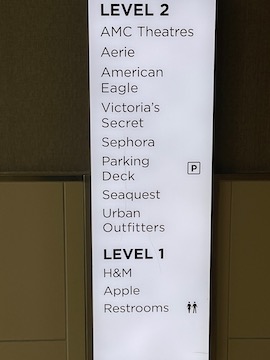 LEVEL 2
AMC Theatres
Aerie
American
Eagle
Victoria's
Secret
Sephora
Parking
Deck P
Seaquest
Urban
Outfitters
LEVEL 1
H&M
Apple
Restrooms